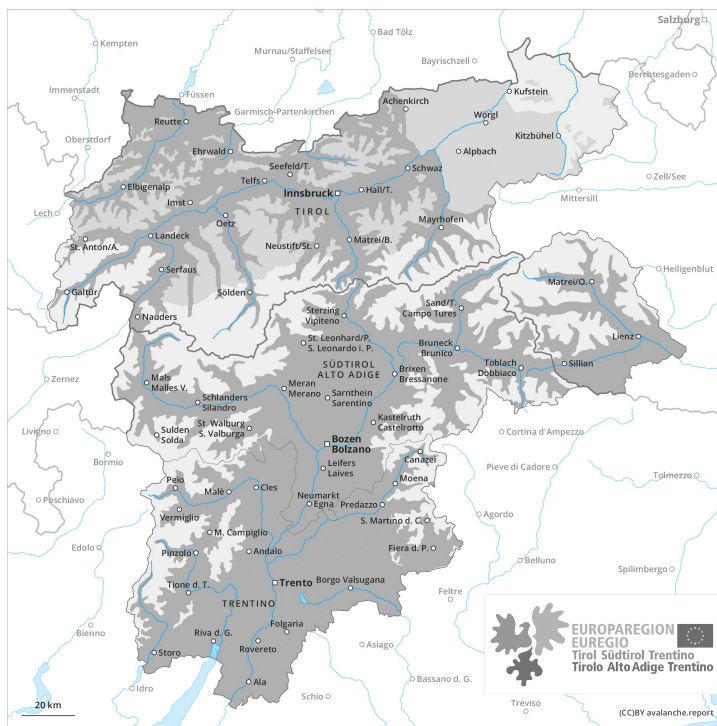 Salzburg
Kempten
Bad Tölz
Murnau/Staffelsee
Bayrischzell
Berchtesgaden
Immenstadt
Füssen
Kufstein
Achenkirch
Garmisch-Partenkirchen
Reutte
Wörgl
Oberstdorf
Ehrwald
Kitzbühel
Alpbach
Seefeld/T.
Schwaz
Telfs
Zell/See
Elbigenalp
Innsbruck
Hall/T.
Mittersill
Imst
TIROL
Lech
Oetz
Mayrhofen
Landeck
Matrei/B.
St. Anton/A.
Neustift/St.
Serfaus
Heiligenblut
Galtür
Sölden
Matrei/O.
Sand/T.
Campo Tures
Nauders
Sterzing
Vipiteno
Lienz
St. Leonhard/P.
S. Leonardo i. P.
Bruneck
Brunico
Toblach
Dobbiaco
Sillian
SÜDTIROL
ALTO ADIGE
Brixen
Bressanone
Zernez
Mals
Malles V.
Meran
Merano
Sarnthein
Sarentino
Schlanders
Silandro
Kastelruth
Castelrotto
St. Walburg
S. Valburga
Livigno
Sulden
Solda
Cortina d'Ampezzo
Bozen
Bolzano
Bormio
Canazei
Pieve di Cadore
Leifers
Laives
Tolmezzo
Peio
Malè
Cles
Moena
Poschiavo
Neumarkt
Egna
Predazzo
Vermiglio
Agordo
S. Martino d. C.
M. Campiglio
Edolo
Pinzolo
Andalo
Fiera d. P.
Belluno
Spilimbergo
Trento
Borgo Valsugana
Tione d. T.
Feltre
TRENTINO
Folgaria
Bienno
Riva d. G.
Rovereto
Asiago
Storo
Ala
Bassano d. G.
Idro
Schio
Treviso
EUROPAREGION
EUREGIO
Tirol Südtirol Trentino
Tirolo Alto Adige Trentino
20 km
(CC)BY avalanche.report